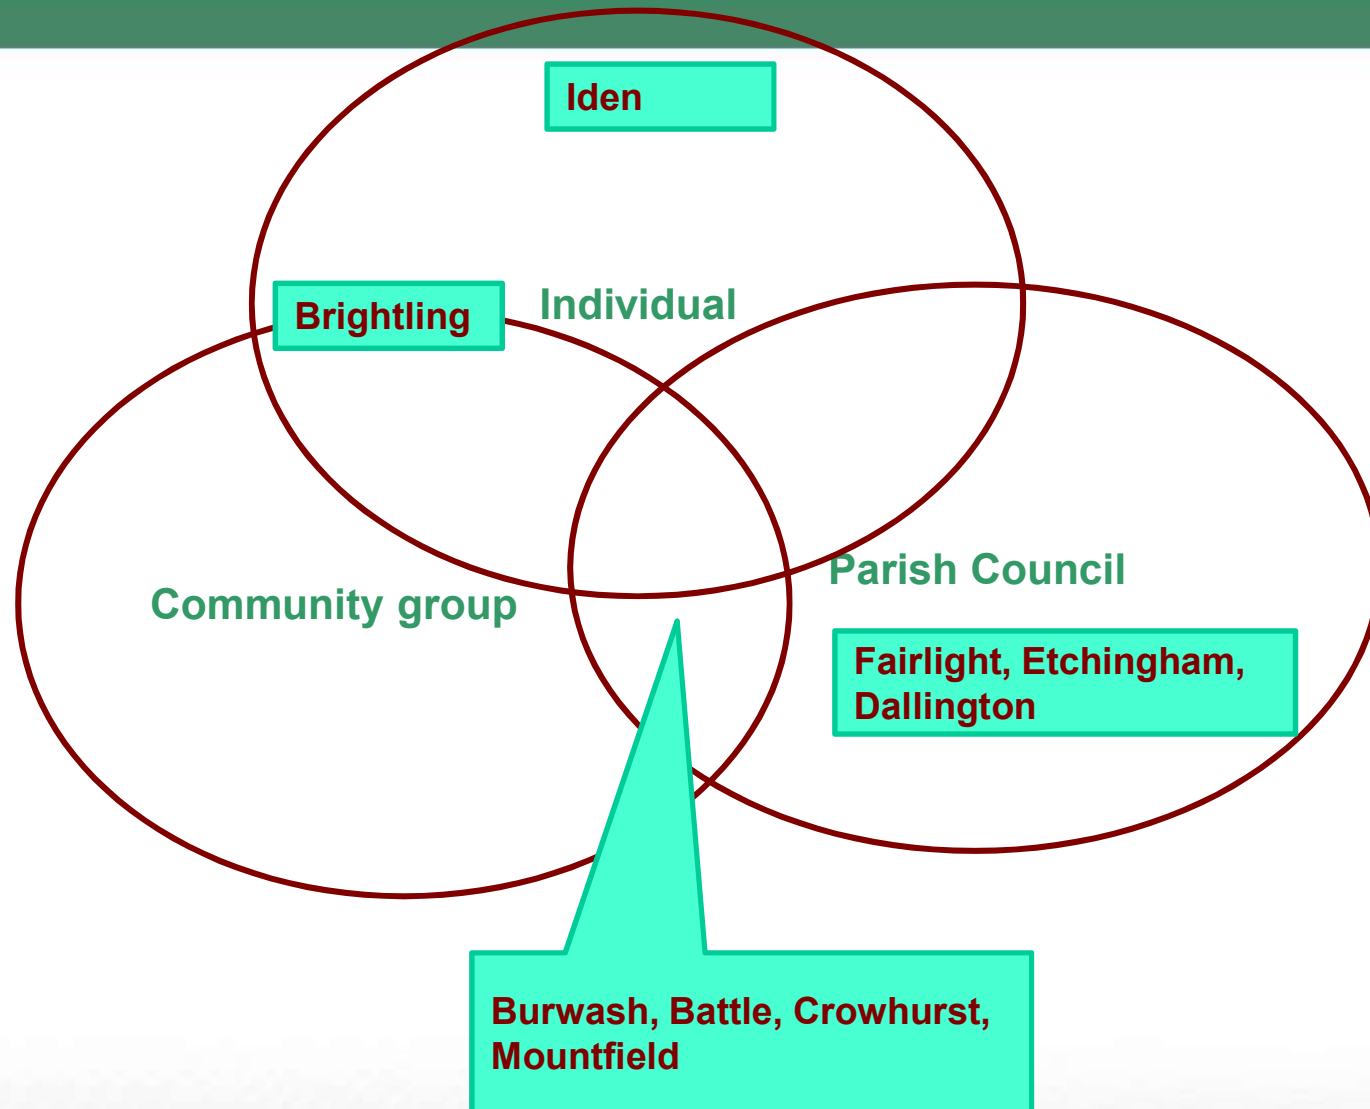 Iden
Brightling
Individual
Parish Council
Community group
Fairlight, Etchingham,
Dallington
Burwash, Battle, Crowhurst,
Mountfield